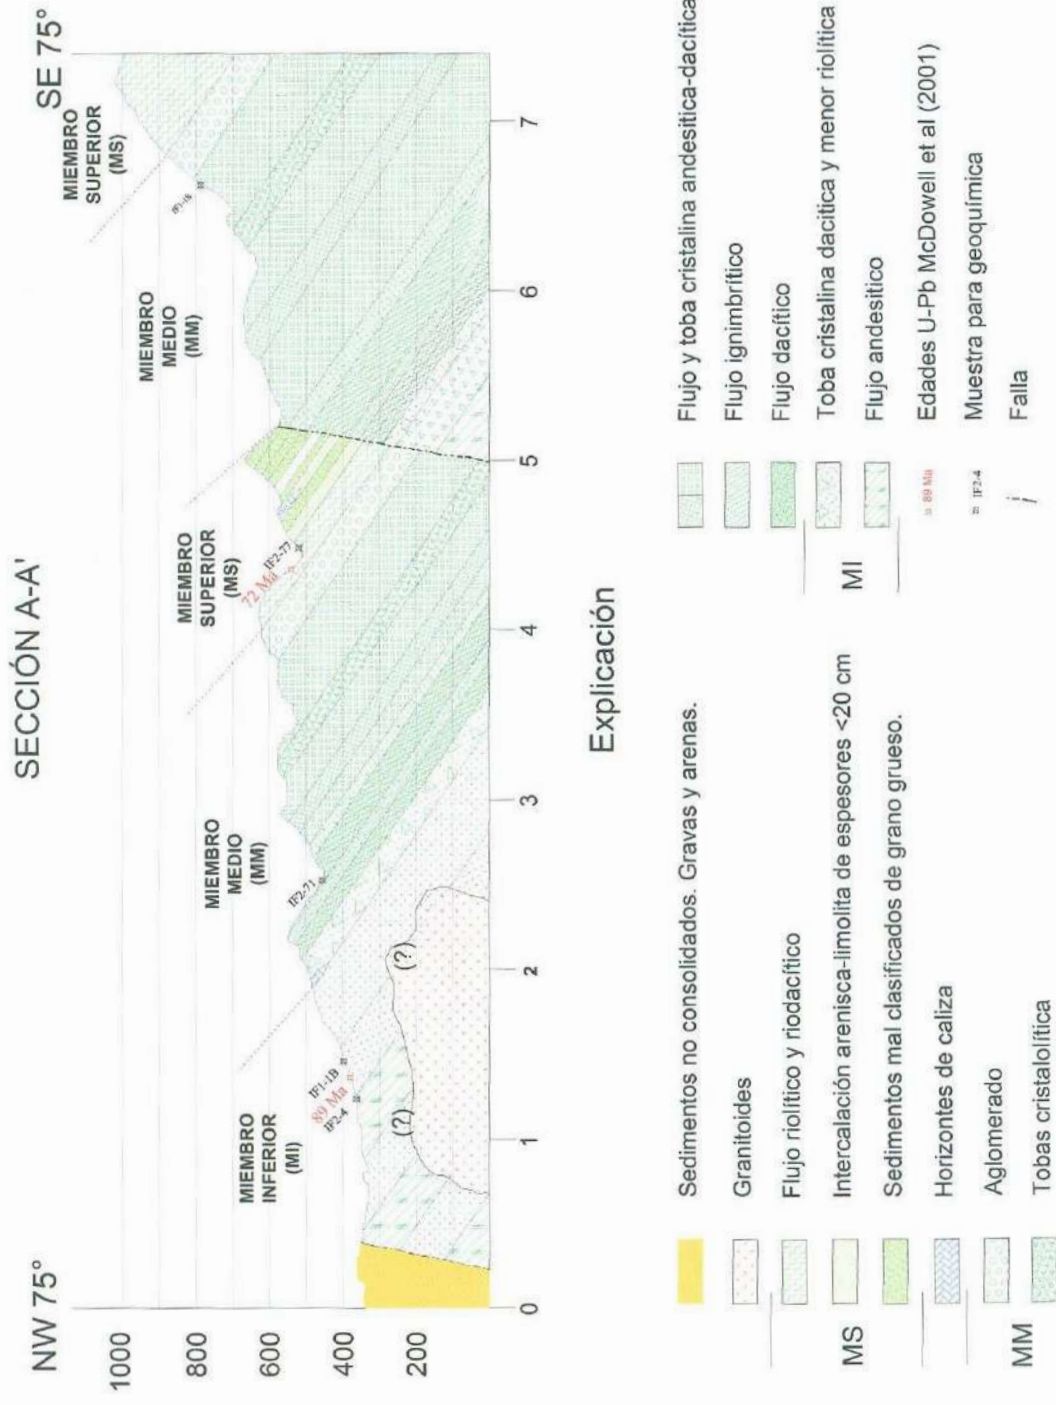 SECCIÓN A-A'
NW 75°
SE 75°
1000
800
600
400
200
MIEMBRO
INFERIOR
(MI)
MIEMBRO
MEDIO
(MM)
MIEMBRO
SUPERIOR
(MS)
MIEMBRO
MEDIO
(MM)
MIEMBRO
SUPERIOR
(MS)
IF2-4
89 Ma
IF1-1B
IF2-71
72 Ma
IF2-77
(?)
(?)
0
1
2
3
4
5
6
7
Explicación
Sedimentos no consolidados. Gravas y arenas.
Granitoides
MS
Flujo riolítico y riodacítico
Intercalación arenisca-limolita de espesores <20 cm
Sedimentos mal clasificados de grano grueso.
Horizontes de caliza
MM
Aglomerado
Tobas cristalolítica
Flujo y toba cristalina andesitica-dacítica
Flujo ignimbrítico
Flujo dacítico
MI
Toba cristalina dacitica y menor riolítica
Flujo andesitico
89 Ma
Edades U-Pb McDowell et al (2001)
IF2-4
Muestra para geoquímica
Falla